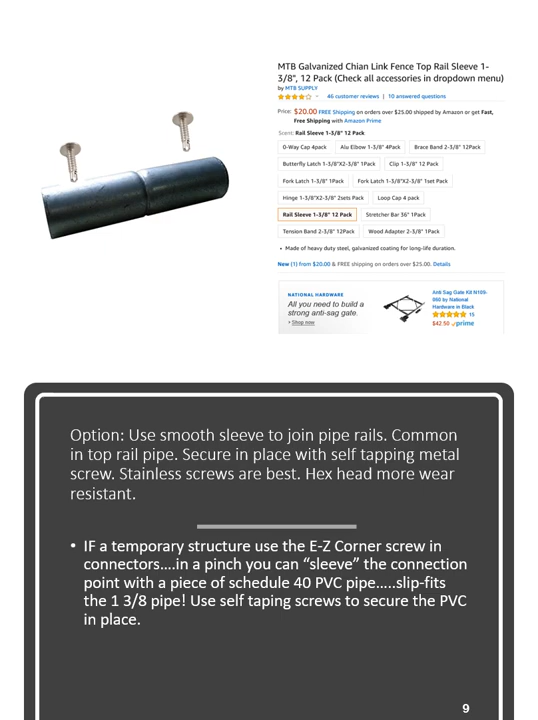 MTB Galvanized Chian Link Fence Top Rail Sleeve 1-
3/8", 12 Pack (Check all accessories in dropdown menu)
by MTB SUPPLY
46 customer reviews | 10 answered questions
Price: $20.00 FREE Shipping on orders over $25.00 shipped by Amazon or get Fast,
Free Shipping with Amazon Prime
Scent: Rail Sleeve 1-3/8" 12 Pack
0-Way Cap 4pack Alu Elbow 1-3/8" 4Pack Brace Band 2-3/8" 12Pack
Butterfly Latch 1-3/8"X2-3/8" 1Pack Clip 1-3/8" 12 Pack
Fork Latch 1-3/8" 1Pack Fork Latch 1-3/8"X2-3/8" 1set Pack
Hinge 1-3/8"X2-3/8" 2sets Pack Loop Cap 4 pack
Rail Sleeve 1-3/8" 12 Pack Stretcher Bar 36" 1Pack
Tension Band 2-3/8" 12Pack Wood Adapter 2-3/8" 1Pack
• Made of heavy duty steel, galvanized coating for long-life duration.
New (1) from $20.00 & FREE shipping on orders over $25.00. Details
NATIONAL HARDWARE
All you need to build a
strong anti-sag gate.
› Shop now
Anti Sag Gate Kit N109-
000 by National
Hardware in Black
15
$42.50 prime
Option: Use smooth sleeve to join pipe rails. Common
in top rail pipe. Secure in place with self tapping metal
screw. Stainless screws are best. Hex head more wear
resistant.
• IF a temporary structure use the E-Z Corner screw in
connectors....in a pinch you can “sleeve” the connection
point with a piece of schedule 40 PVC pipe.....slip-fits
the 1 3/8 pipe! Use self taping screws to secure the PVC
in place.
9